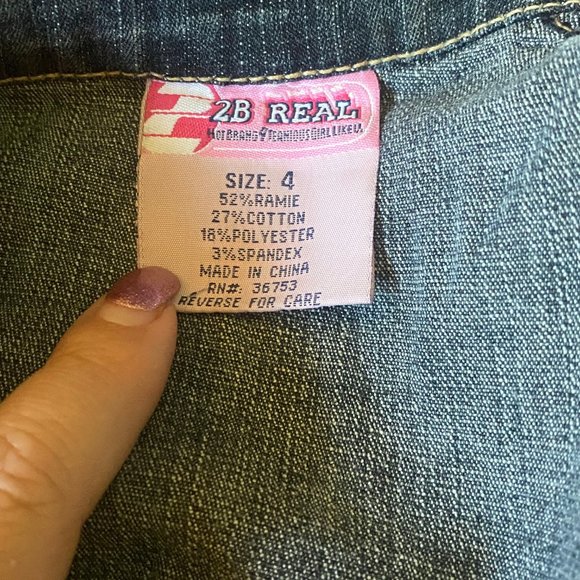 2B REAL
SIZE: 4
52%RAMIE
27%COTTON
18%POLYESTER
3%SPANDEX
MADE IN CHINA
RN#: 36753
REVERSE FOR CARE